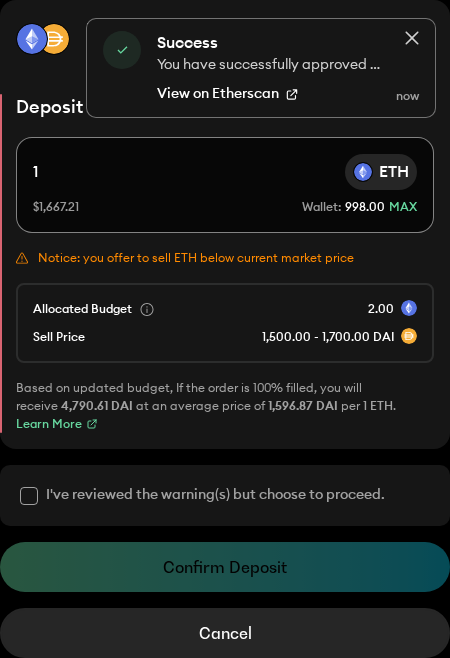 Success
You have successfully approved ...
View on Etherscan
now
Deposit
1
ETH
$1,667.21
Wallet: 998.00 MAX
Notice: you offer to sell ETH below current market price
Allocated Budget
2.00
Sell Price
1,500.00 - 1,700.00 DAI
Based on updated budget, If the order is 100% filled, you will
receive 4,790.61 DAI at an average price of 1,596.87 DAI per 1 ETH.
Learn More
I've reviewed the warning(s) but choose to proceed.
Confirm Deposit
Cancel